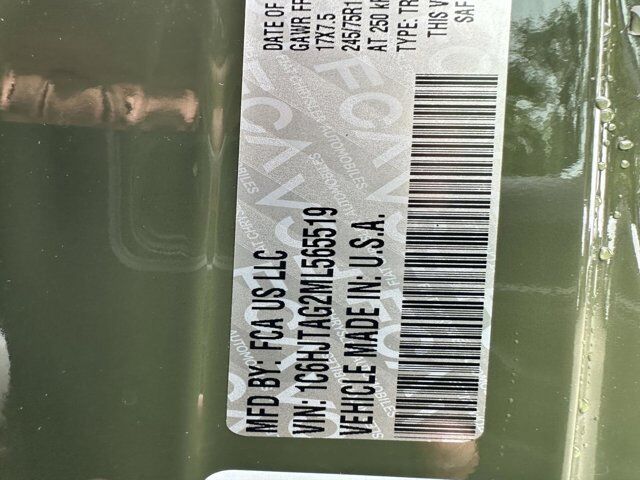 DATE OF
GAWR FR
17X7.5
245/75R1
AT 250 k
TYPE: TR
THIS V
SAF
MFD BY: FCA US LLC
VIN: 1C6HJTAG2ML565519
VEHICLE MADE IN: U.S.A.